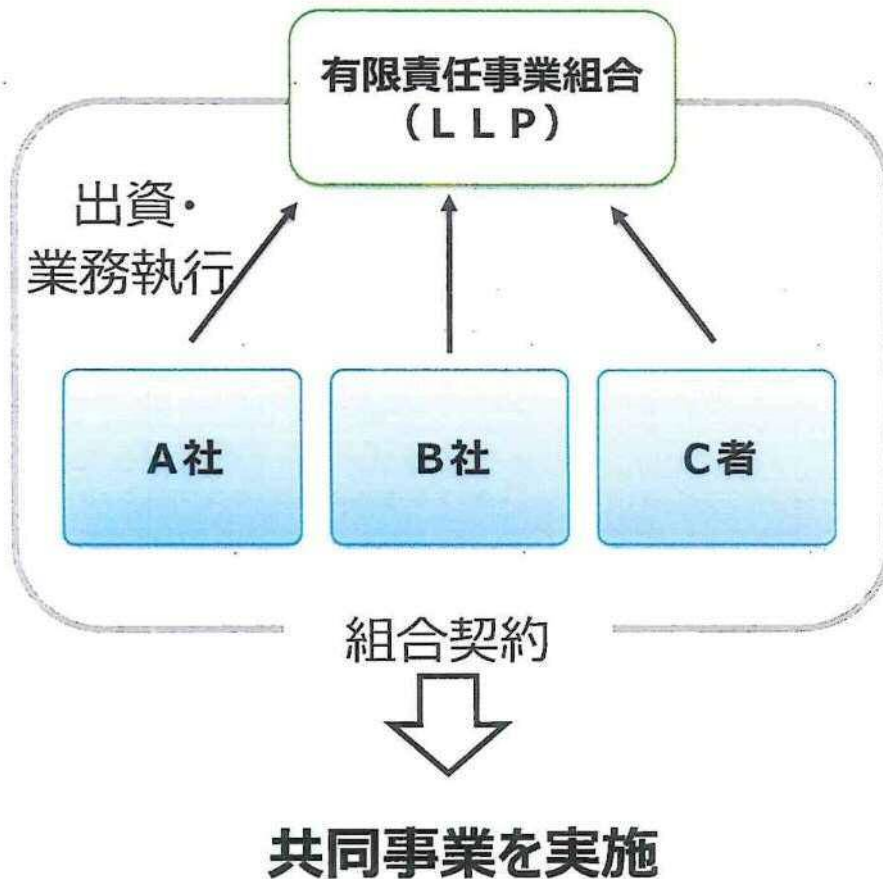 有限責任事業組合
（ＬＬＰ）
出資・
業務執行
A社
B社
C者
組合契約
共同事業を実施